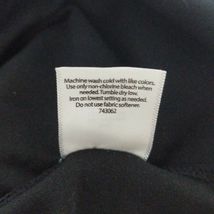 Machine wash cold with like colors.
Use only non-chlorine bleach when
needed. Tumble dry low.
Iron on lowest setting as needed.
Do not use fabric softener.
743062